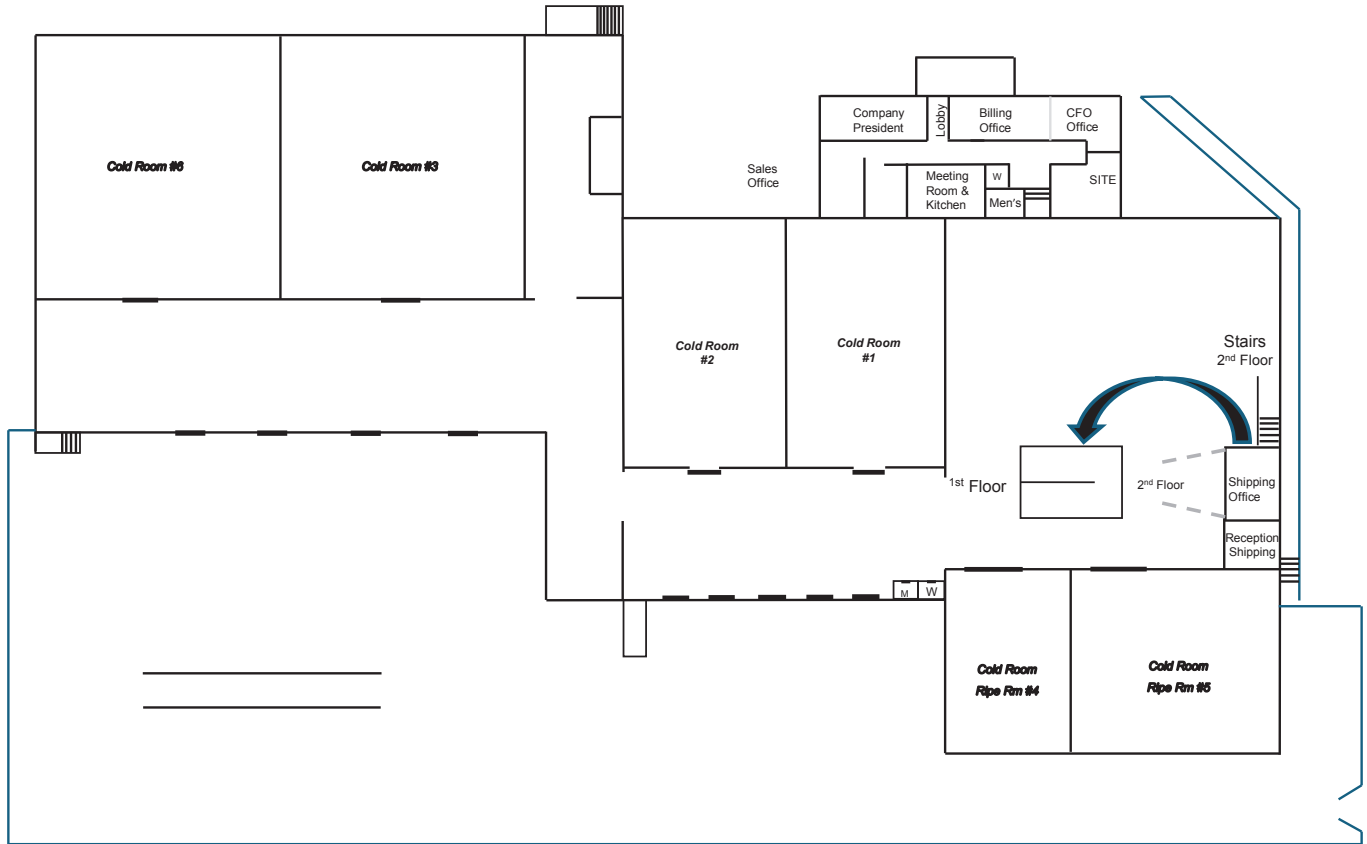 Company
President
Lobby
Billing
Office
CFO
Office
Cold Room #6
Cold Room #3
Sales
Office
Meeting
Room &
Kitchen
W
Men's
SITE
Cold Room
#2
Cold Room
#1
Stairs
2nd Floor
1st Floor
2nd Floor
Shipping
Office
Reception
Shipping
M
W
Cold Room
Ripe Rm #4
Cold Room
Ripe Rm #5